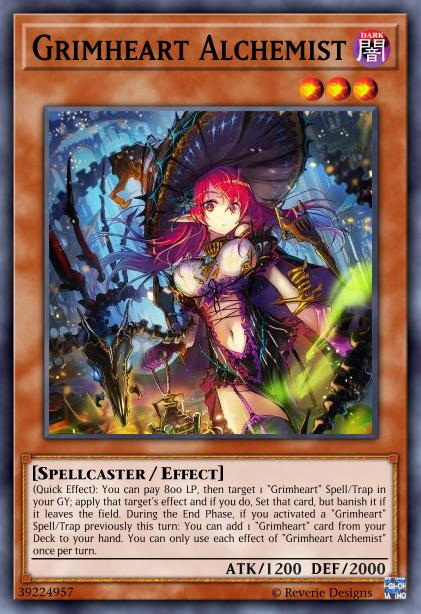 Grimheart Alchemist
DARK
闇
[Spellcaster / Effect]
(Quick Effect): You can pay 800 LP, then target 1 "Grimheart" Spell/Trap in
your GY; apply that target's effect and if you do, Set that card, but banish it if
it leaves the field. During the End Phase, if you activated a "Grimheart"
Spell/Trap previously this turn: You can add 1 "Grimheart" card from your
Deck to your hand. You can only use each effect of "Grimheart Alchemist"
once per turn.
ATK/1200 DEF/2000
39224957 © Reverie Designs